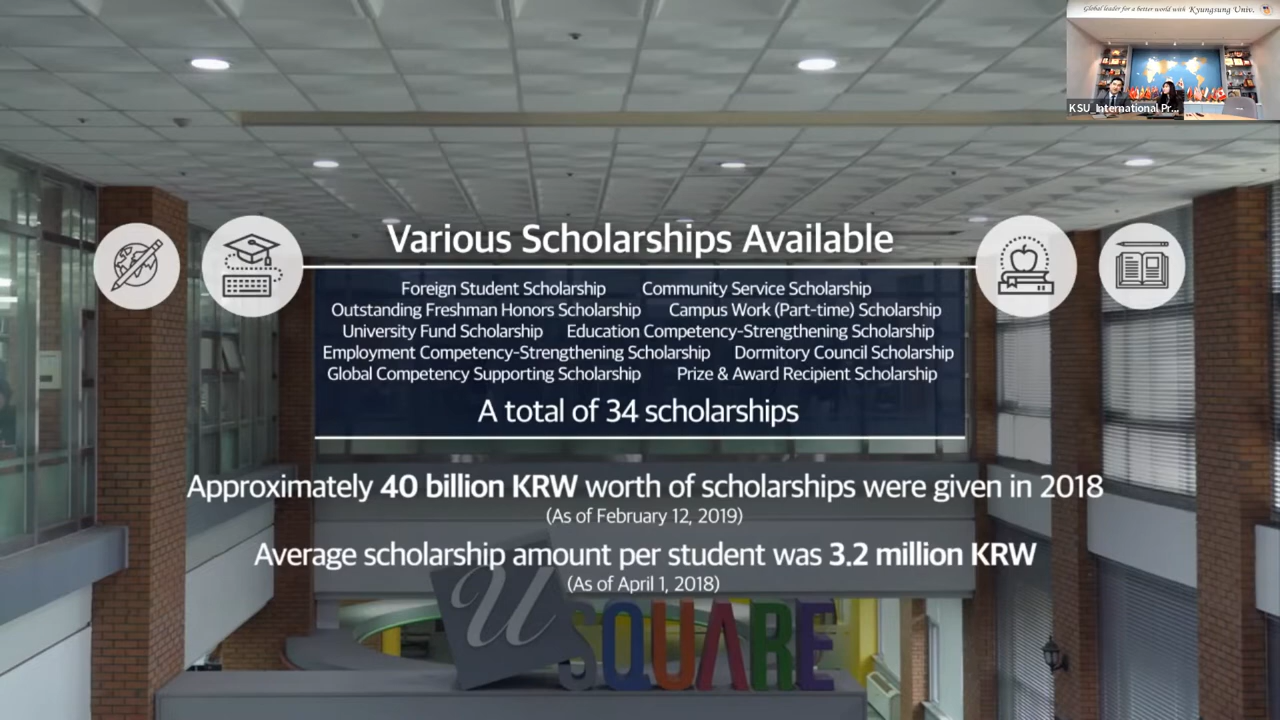 Global leader for a better world with Kyungsung Univ.
KSU_International Pr...
Various Scholarships Available
Foreign Student Scholarship Community Service Scholarship
Outstanding Freshman Honors Scholarship Campus Work (Part-time) Scholarship
University Fund Scholarship Education Competency-Strengthening Scholarship
Employment Competency-Strengthening Scholarship Dormitory Council Scholarship
Global Competency Supporting Scholarship Prize & Award Recipient Scholarship
A total of 34 scholarships
Approximately 40 billion KRW worth of scholarships were given in 2018
(As of February 12, 2019)
Average scholarship amount per student was 3.2 million KRW
(As of April 1, 2018)
U SQUARE